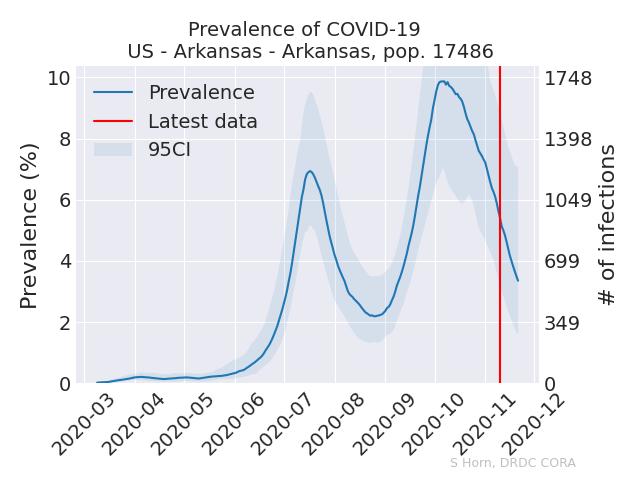 Prevalence of COVID-19
US - Arkansas - Arkansas, pop. 17486
Prevalence
Latest data
95CI
Prevalence (%)
10
8
6
4
2
0
1748
1398
1049
699
349
0
# of infections
2020-03
2020-04
2020-05
2020-06
2020-07
2020-08
2020-09
2020-10
2020-11
2020-12
S Horn, DRDC CORA